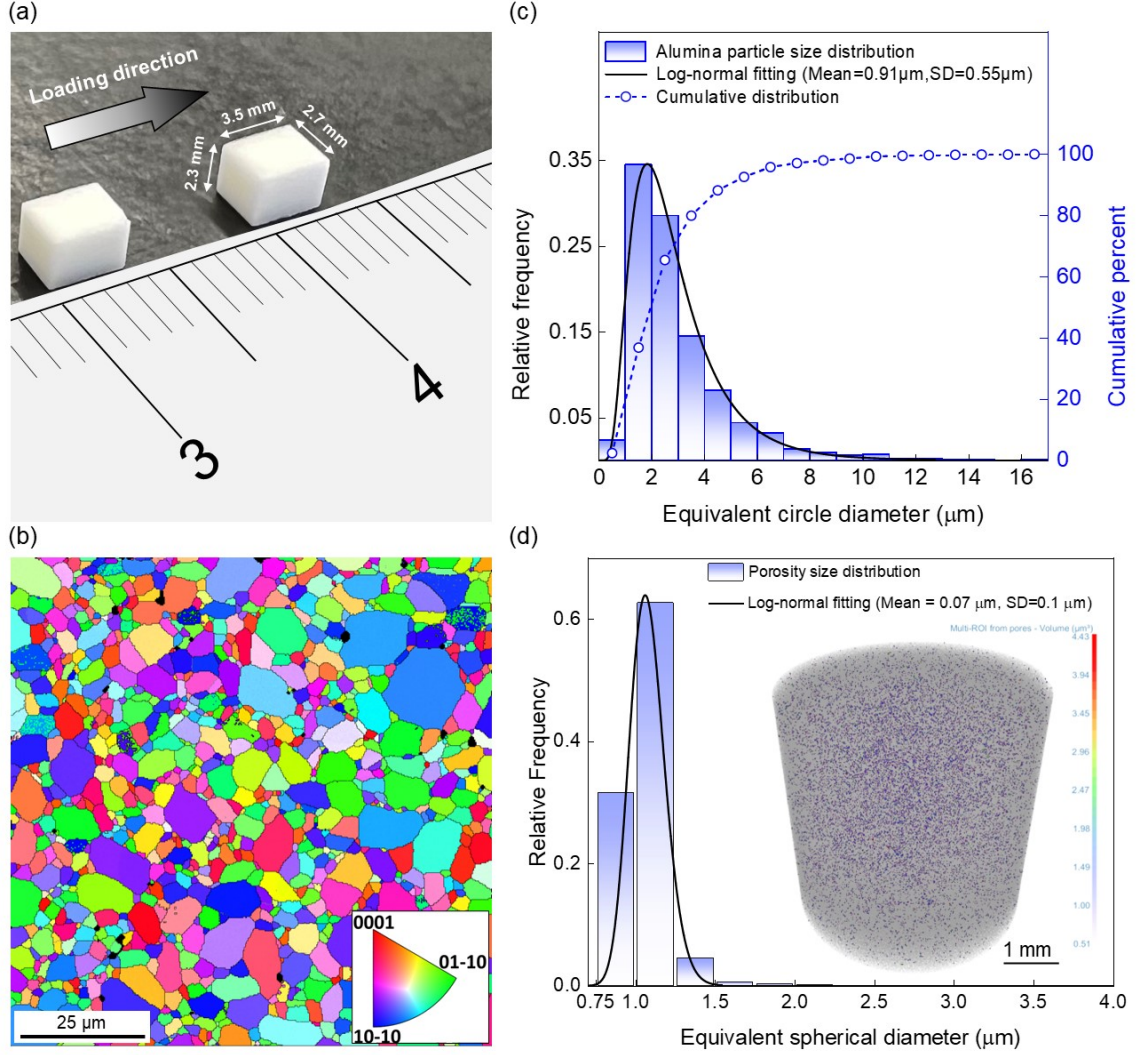 (a)
Loading direction
3.5 mm
2.7 mm
2.3 mm
3
4
(b)
0001
01-10
10-10
25 µm
(c)
Alumina particle size distribution
Log-normal fitting (Mean=0.91µm,SD=0.55µm)
Cumulative distribution
Relative frequency
0.35
0.25
0.15
0.05
Cumulative percent
100
80
60
40
20
0
0 2 4 6 8 10 12 14 16
Equivalent circle diameter (µm)
(d)
Porosity size distribution
Log-normal fitting (Mean = 0.07 µm, SD=0.1 µm)
Multi-ROI from pores - Volume (µm³)
4.43
3.94
3.45
2.96
2.47
1.98
1.49
1.00
0.51
1 mm
Relative Frequency
0.6
0.4
0.2
0.0
0.75 1.0 1.5 2.0 2.5 3.0 3.5 4.0
Equivalent spherical diameter (µm)